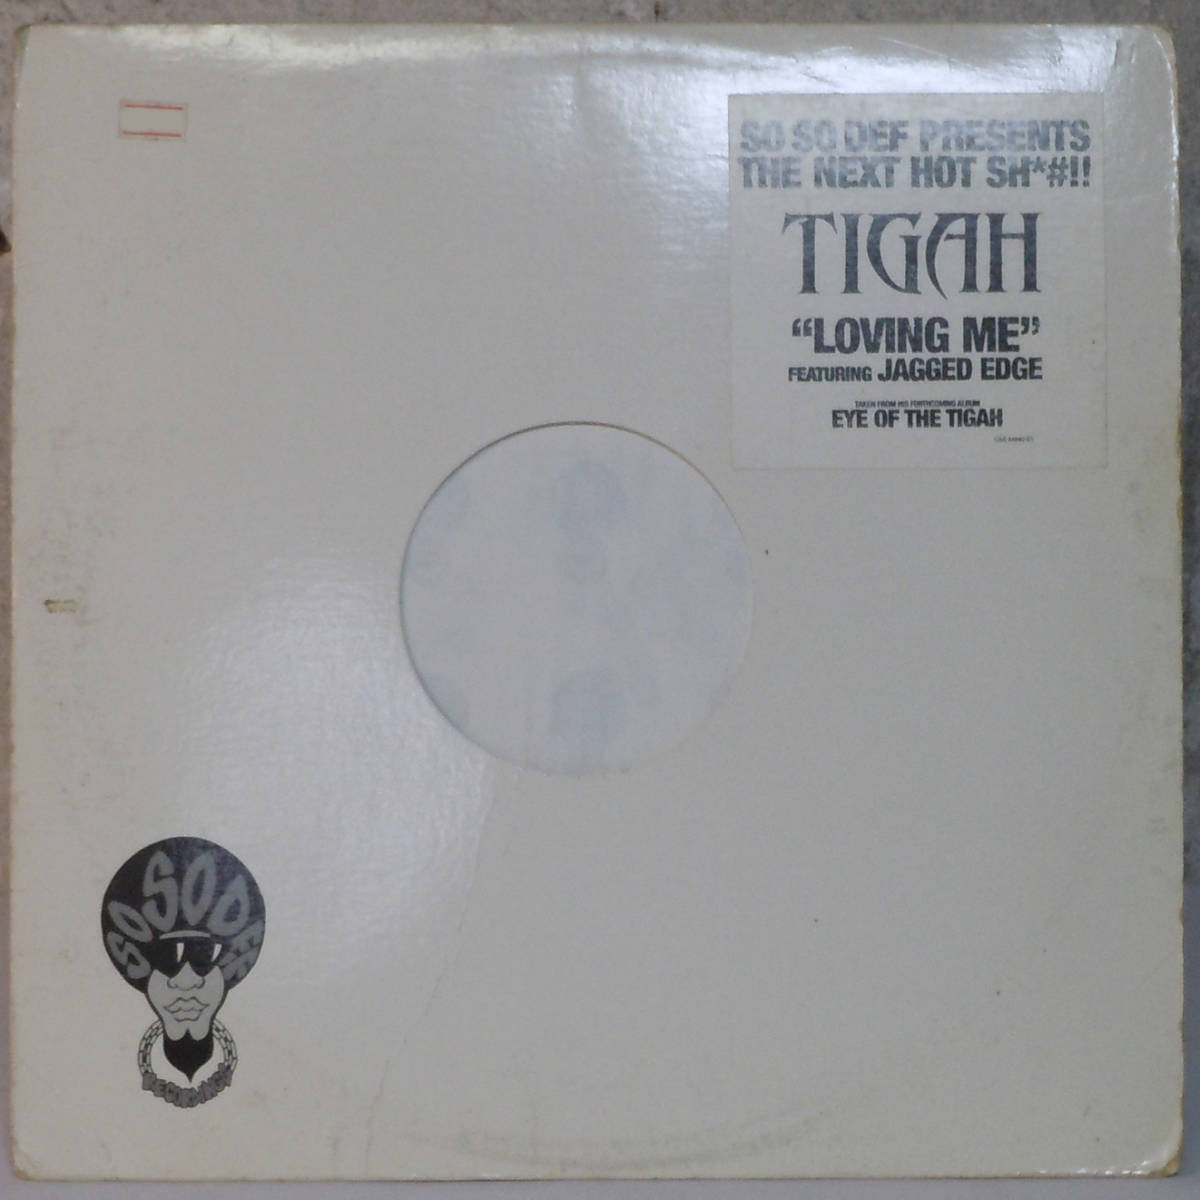 SO SO DEF PRESENTS
THE NEXT HOT SH*#!!
TIGAH
“LOVING ME”
FEATURING JAGGED EDGE
TAKEN FROM HIS FORTHCOMING ALBUM
EYE OF THE TIGAH
SO SO DEF
RECORDINGS